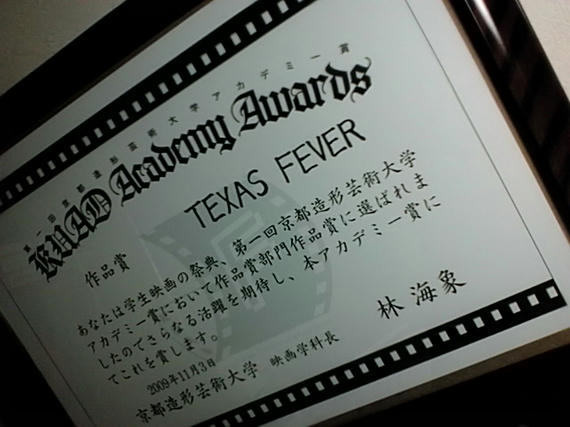 第一回京都造形芸術大学アカデミー賞
KUAD Academy Awards
TEXAS FEVER
作品賞
あなたは学生映画の祭典、第一回京都造形芸術大学
アカデミー賞において作品賞部門作品賞に選ばれま
したのでさらなる活躍を期待し、本アカデミー賞に
てこれを賞します。
2009年11月3日
京都造形芸術大学 映画学科長
林 海象